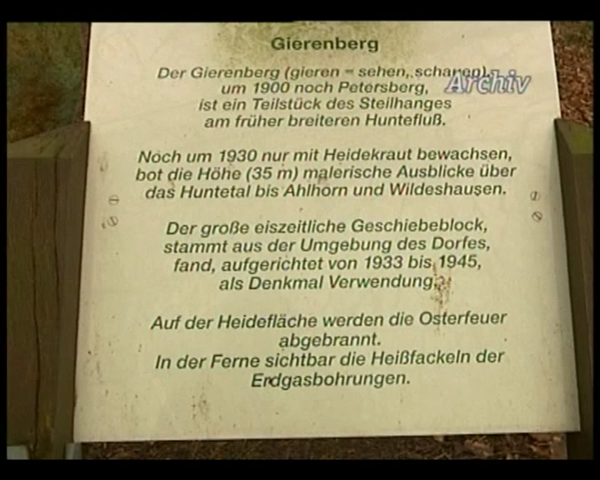 Gierenberg
Der Gierenberg (gieren = sehen, schauen),
um 1900 noch Petersberg,
ist ein Teilstück des Steilhanges
am früher breiteren Huntefluß.
Noch um 1930 nur mit Heidekraut bewachsen,
bot die Höhe (35 m) malerische Ausblicke über
das Huntetal bis Ahlhorn und Wildeshausen.
Der große eiszeitliche Geschiebeblock,
stammt aus der Umgebung des Dorfes,
fand, aufgerichtet von 1933 bis 1945,
als Denkmal Verwendung.
Auf der Heidefläche werden die Osterfeuer
abgebrannt.
In der Ferne sichtbar die Heißfackeln der
Erdgasbohrungen.
Archiv